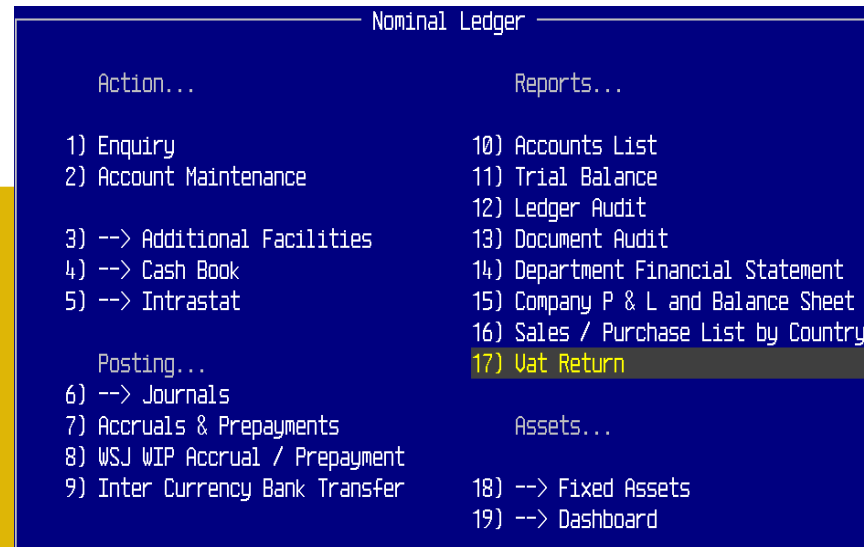 Nominal Ledger
Action...
1) Enquiry
2) Account Maintenance
3) --> Additional Facilities
4) --> Cash Book
5) --> Intrastat
Posting...
6) --> Journals
7) Accruals & Prepayments
8) WSJ WIP Accrual / Prepayment
9) Inter Currency Bank Transfer
Reports...
10) Accounts List
11) Trial Balance
12) Ledger Audit
13) Document Audit
14) Department Financial Statement
15) Company P & L and Balance Sheet
16) Sales / Purchase List by Country
17) Vat Return
Assets...
18) --> Fixed Assets
19) --> Dashboard